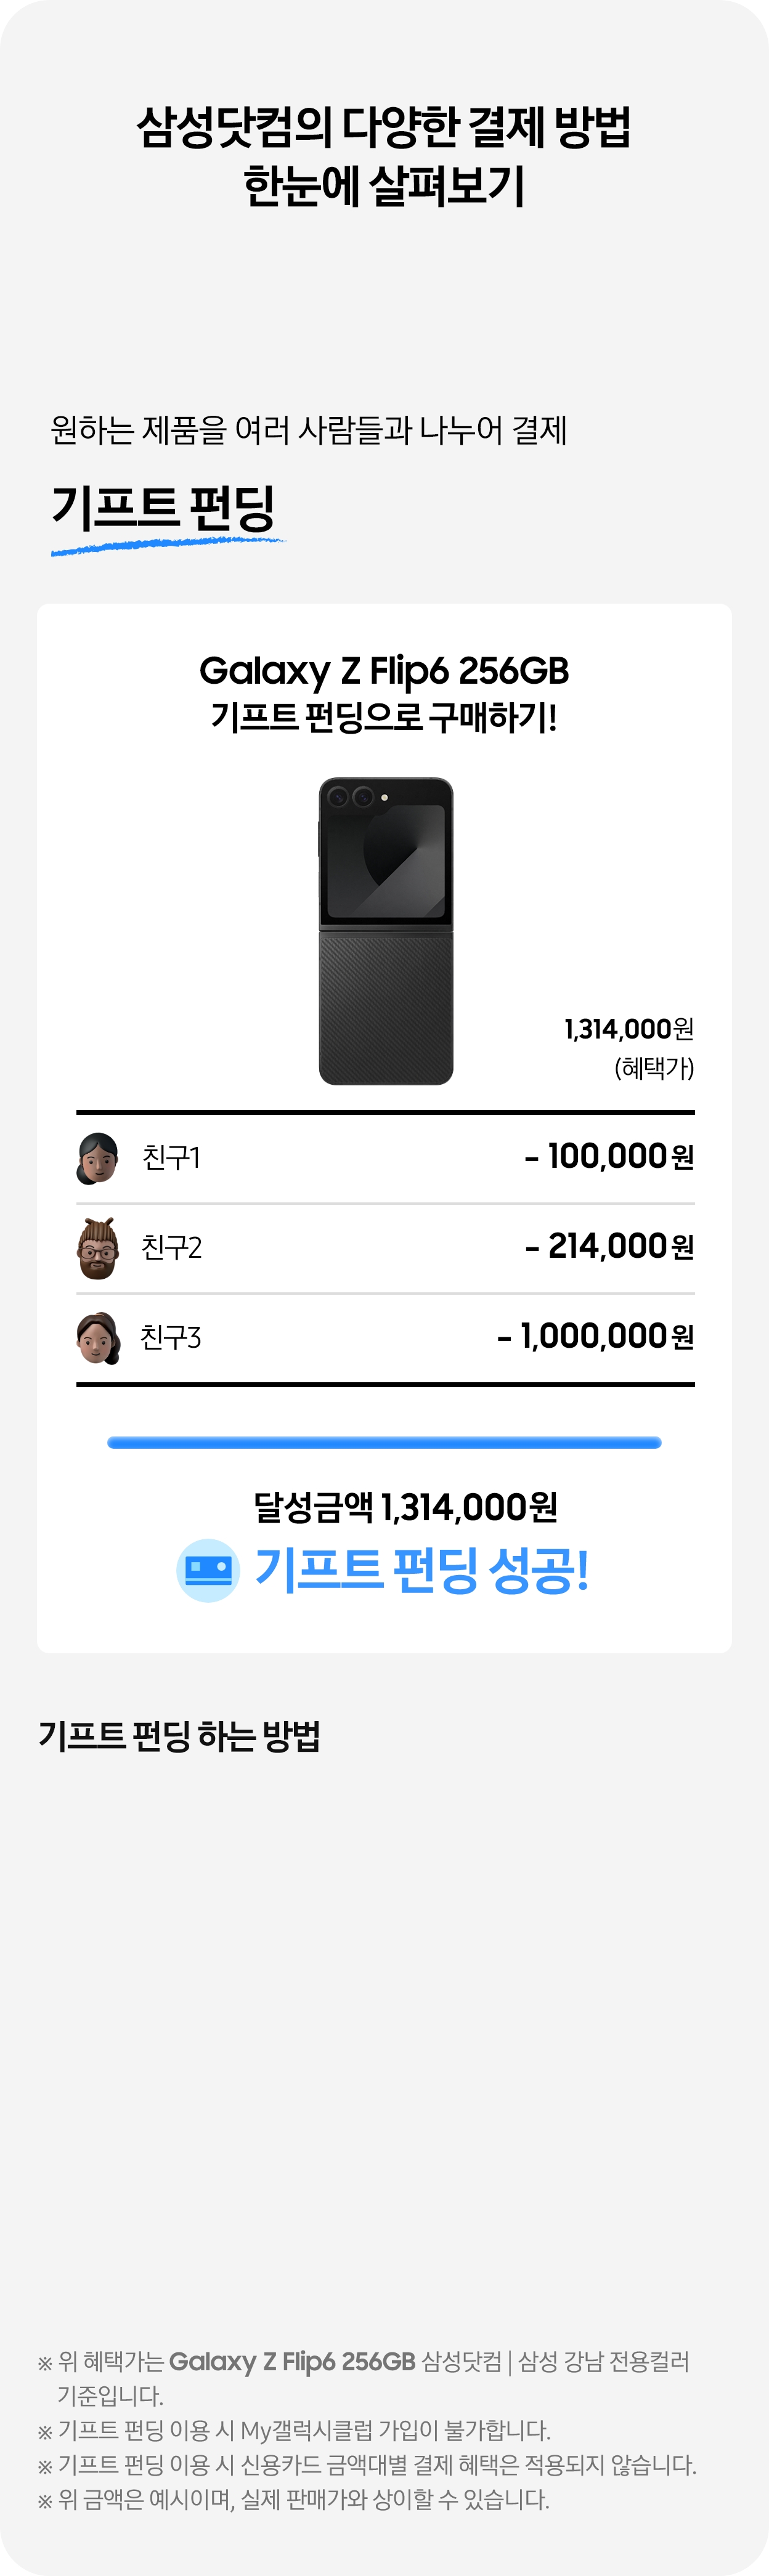 삼성닷컴의 다양한 결제 방법
한눈에 살펴보기
원하는 제품을 여러 사람들과 나누어 결제
기프트 펀딩
Galaxy Z Flip6 256GB
기프트 펀딩으로 구매하기!
1,314,000원
(혜택가)
친구1 - 100,000원
친구2 - 214,000원
친구3 - 1,000,000원
달성금액 1,314,000원
기프트 펀딩 성공!
기프트 펀딩 하는 방법
※ 위 혜택가는 Galaxy Z Flip6 256GB 삼성닷컴 | 삼성 강남 전용컬러
기준입니다.
※ 기프트 펀딩 이용 시 My갤럭시클럽 가입이 불가합니다.
※ 기프트 펀딩 이용 시 신용카드 금액대별 결제 혜택은 적용되지 않습니다.
※ 위 금액은 예시이며, 실제 판매가와 상이할 수 있습니다.